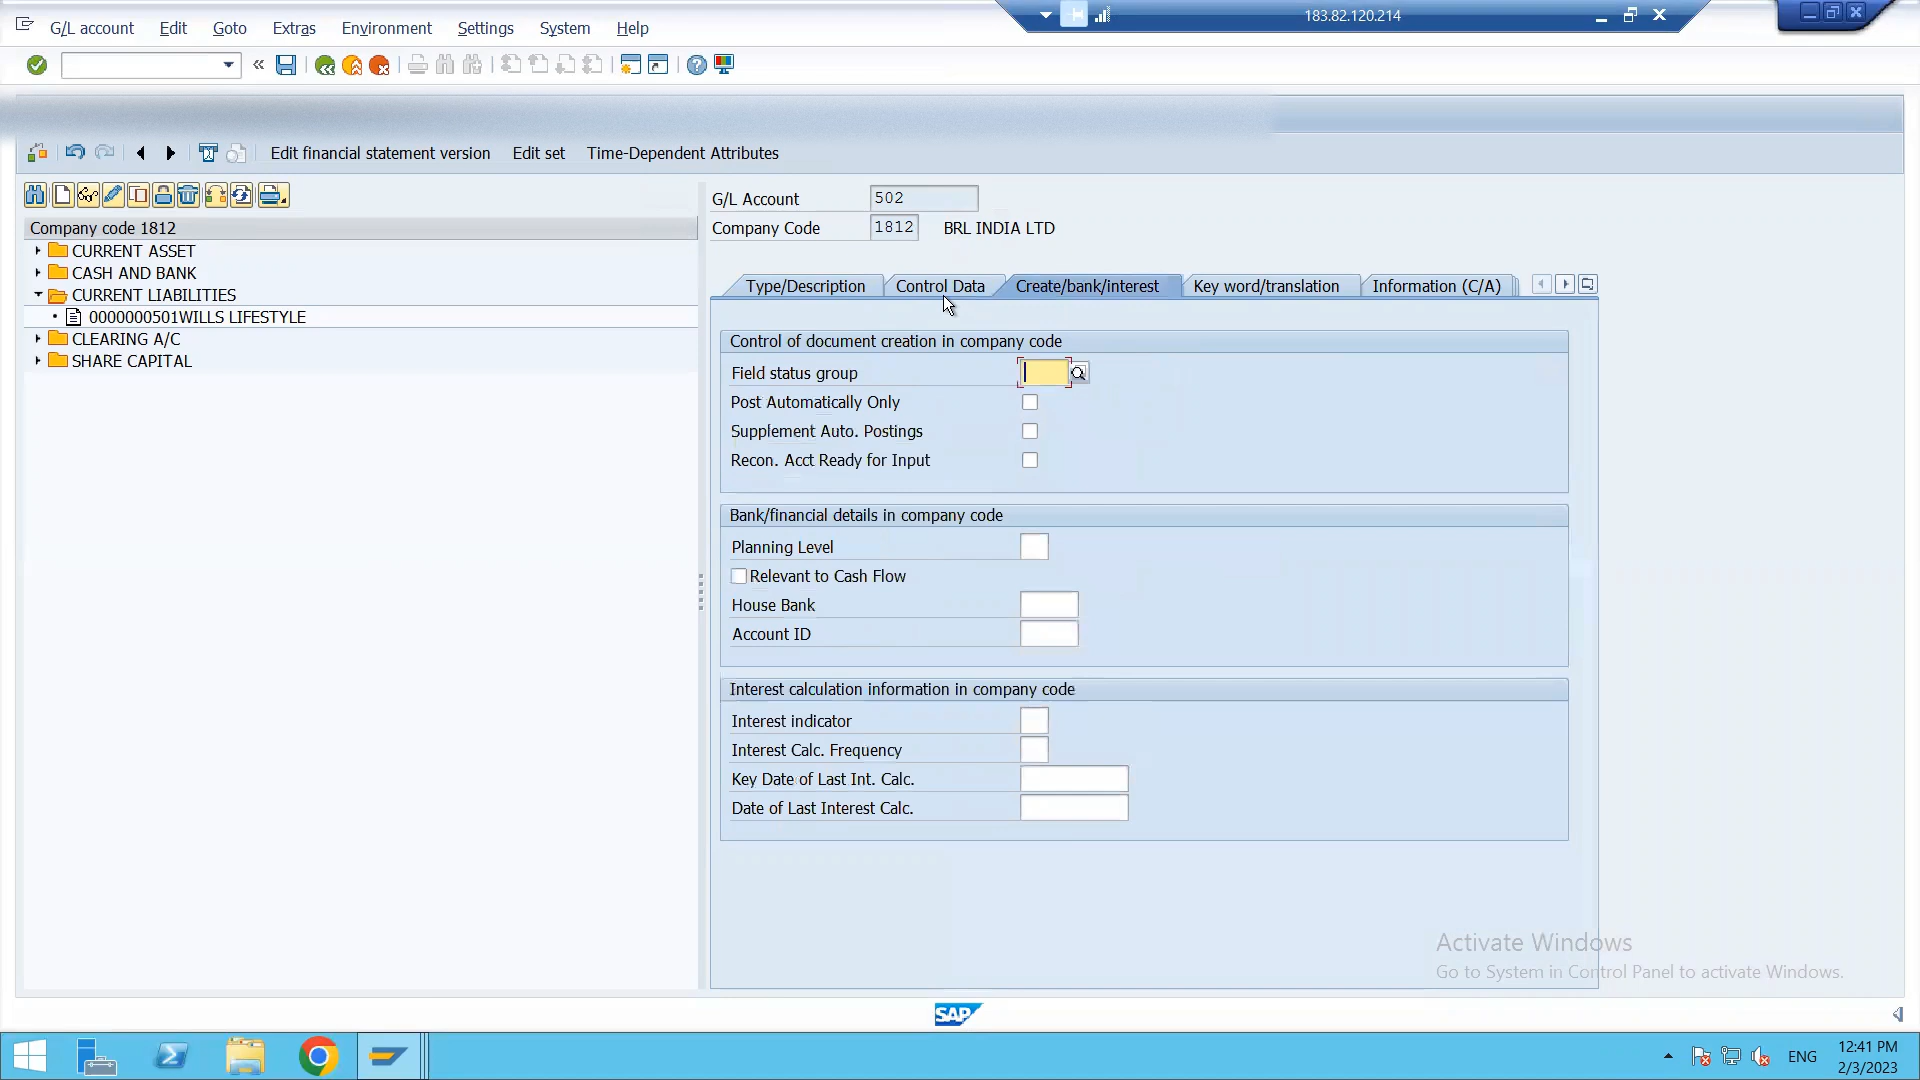 183.82.120.214
G/L account Edit Goto Extras Environment Settings System Help
Edit financial statement version Edit set Time-Dependent Attributes
Company code 1812
CURRENT ASSET
CASH AND BANK
CURRENT LIABILITIES
0000000501WILLS LIFESTYLE
CLEARING A/C
SHARE CAPITAL
G/L Account 502
Company Code 1812 BRL INDIA LTD
Type/Description Control Data Create/bank/interest Key word/translation Information (C/A)
Control of document creation in company code
Field status group
Post Automatically Only
Supplement Auto. Postings
Recon. Acct Ready for Input
Bank/financial details in company code
Planning Level
Relevant to Cash Flow
House Bank
Account ID
Interest calculation information in company code
Interest indicator
Interest Calc. Frequency
Key Date of Last Int. Calc.
Date of Last Interest Calc.
Activate Windows
Go to System in Control Panel to activate Windows.
SAP
ENG
12:41 PM
2/3/2023